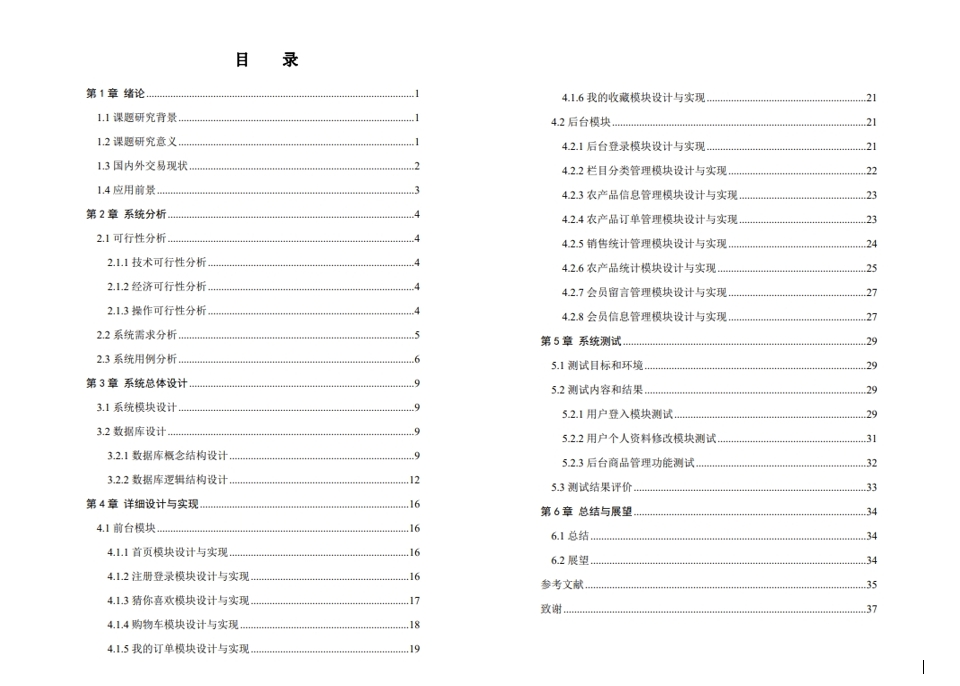 目 录
第 1 章 绪论........1
1.1 课题研究背景........1
1.2 课题研究意义........1
1.3 国内外交易现状........2
1.4 应用前景........3
第 2 章 系统分析........4
2.1 可行性分析........4
2.1.1 技术可行性分析........4
2.1.2 经济可行性分析........4
2.1.3 操作可行性分析........4
2.2 系统需求分析........5
2.3 系统用例分析........6
第 3 章 系统总体设计........9
3.1 系统模块设计........9
3.2 数据库设计........9
3.2.1 数据库概念结构设计........9
3.2.2 数据库逻辑结构设计........12
第 4 章 详细设计与实现........16
4.1 前台模块........16
4.1.1 首页模块设计与实现........16
4.1.2 注册登录模块设计与实现........16
4.1.3 猜你喜欢模块设计与实现........17
4.1.4 购物车模块设计与实现........18
4.1.5 我的订单模块设计与实现........19
4.1.6 我的收藏模块设计与实现........21
4.2 后台模块........21
4.2.1 后台登录模块设计与实现........21
4.2.2 栏目分类管理模块设计与实现........22
4.2.3 农产品信息管理模块设计与实现........23
4.2.4 农产品订单管理模块设计与实现........23
4.2.5 销售统计管理模块设计与实现........24
4.2.6 农产品统计模块设计与实现........25
4.2.7 会员留言管理模块设计与实现........27
4.2.8 会员信息管理模块设计与实现........27
第 5 章 系统测试........29
5.1 测试目标和环境........29
5.2 测试内容和结果........29
5.2.1 用户登入模块测试........29
5.2.2 用户个人资料修改模块测试........31
5.2.3 后台商品管理功能测试........32
5.3 测试结果评价........33
第 6 章 总结与展望........34
6.1 总结........34
6.2 展望........34
参考文献........35
致谢........37